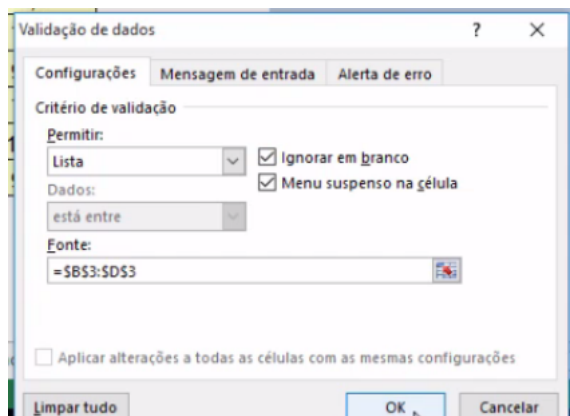 Validação de dados ? ×
Configurações Mensagem de entrada Alerta de erro
Critério de validação
Permitir:
Lista
Ignorar em branco
Dados:
Menu suspenso na célula
está entre
Fonte:
=$B$3:$D$3
Aplicar alterações a todas as células com as mesmas configurações
Limpar tudo OK Cancelar